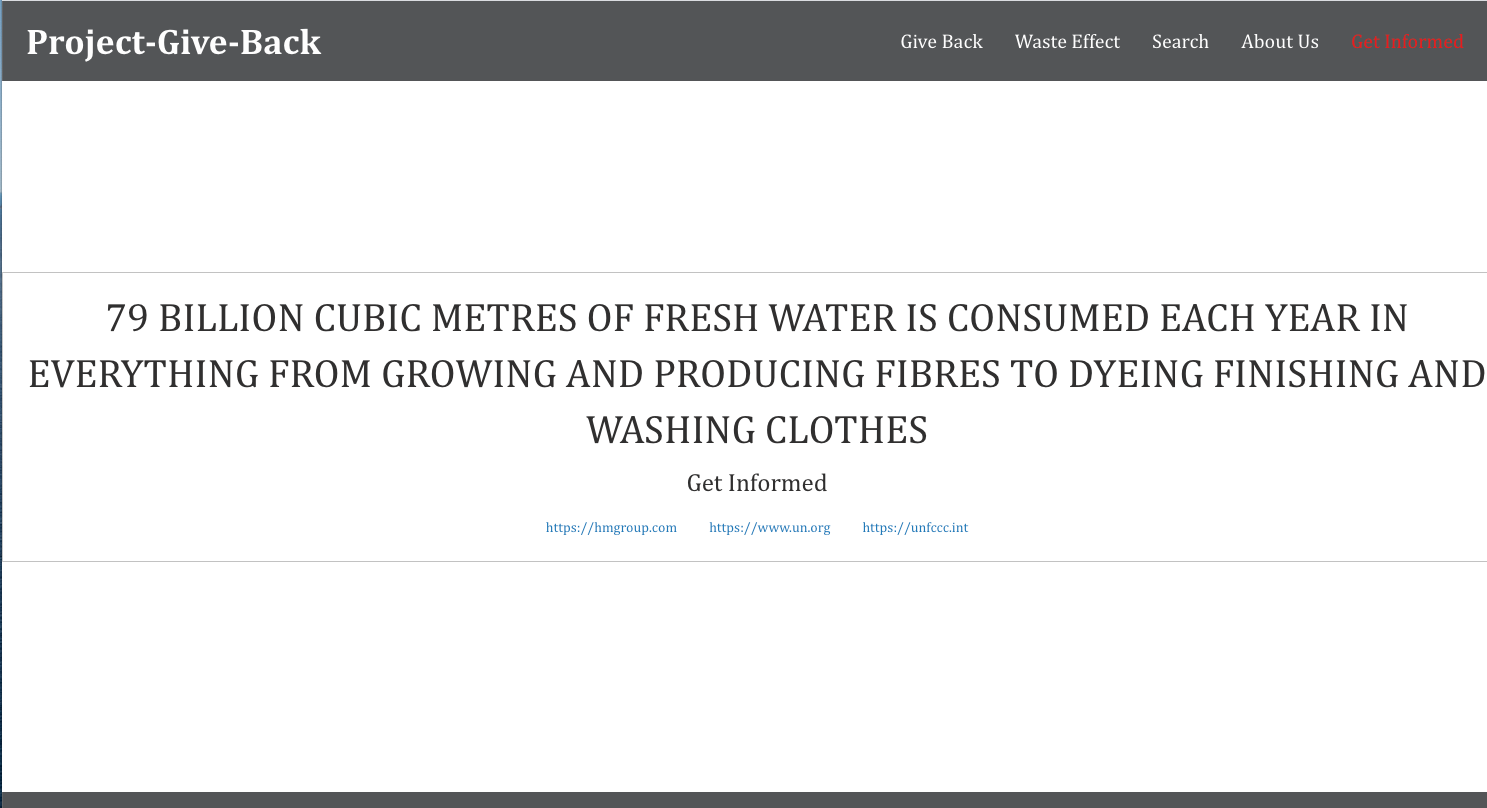 Project-Give-Back
Give Back Waste Effect Search About Us Get Informed
79 BILLION CUBIC METRES OF FRESH WATER IS CONSUMED EACH YEAR IN
EVERYTHING FROM GROWING AND PRODUCING FIBRES TO DYEING FINISHING AND
WASHING CLOTHES
Get Informed
https://hmgroup.com https://www.un.org https://unfccc.int